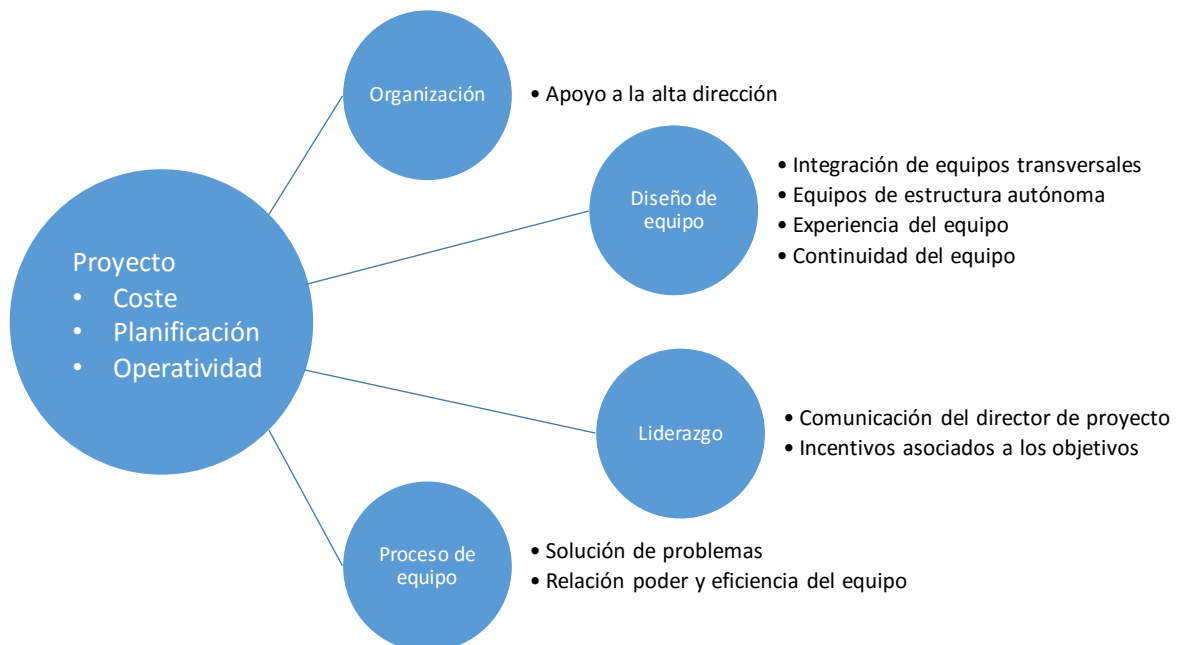 Organización
• Apoyo a la alta dirección
Diseño de
equipo
• Integración de equipos transversales
• Equipos de estructura autónoma
• Experiencia del equipo
• Continuidad del equipo
Proyecto
• Coste
• Planificación
• Operatividad
Liderazgo
• Comunicación del director de proyecto
• Incentivos asociados a los objetivos
Proceso de
equipo
• Solución de problemas
• Relación poder y eficiencia del equipo